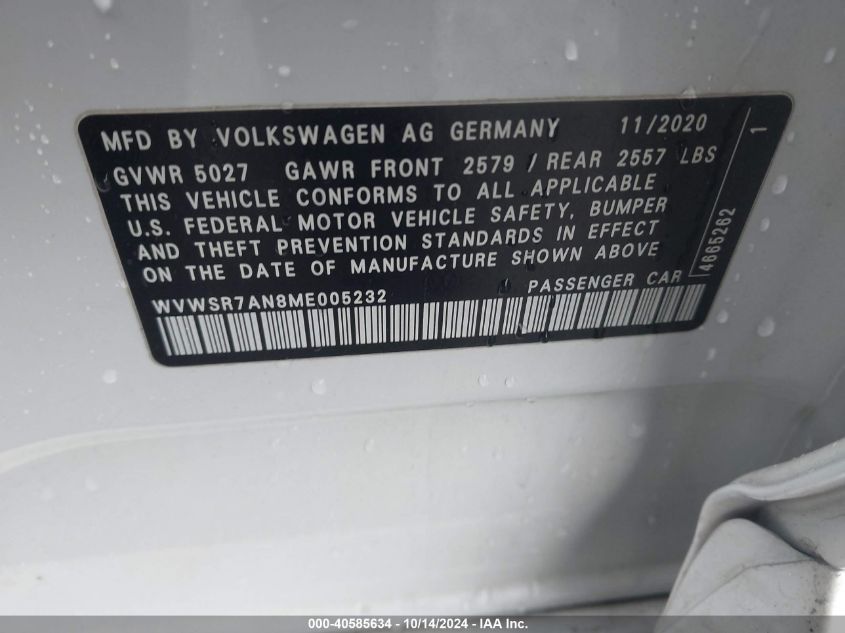 MFD BY VOLKSWAGEN AG GERMANY 11/2020
GVWR 5027 GAWR FRONT 2579 / REAR 2557 LBS
THIS VEHICLE CONFORMS TO ALL APPLICABLE
U.S. FEDERAL MOTOR VEHICLE SAFETY, BUMPER
AND THEFT PREVENTION STANDARDS IN EFFECT
ON THE DATE OF MANUFACTURE SHOWN ABOVE
WVWSR7AN8ME005232 PASSENGER CAR
4665262 1
000-40585634 - 10/14/2024 - IAA Inc.